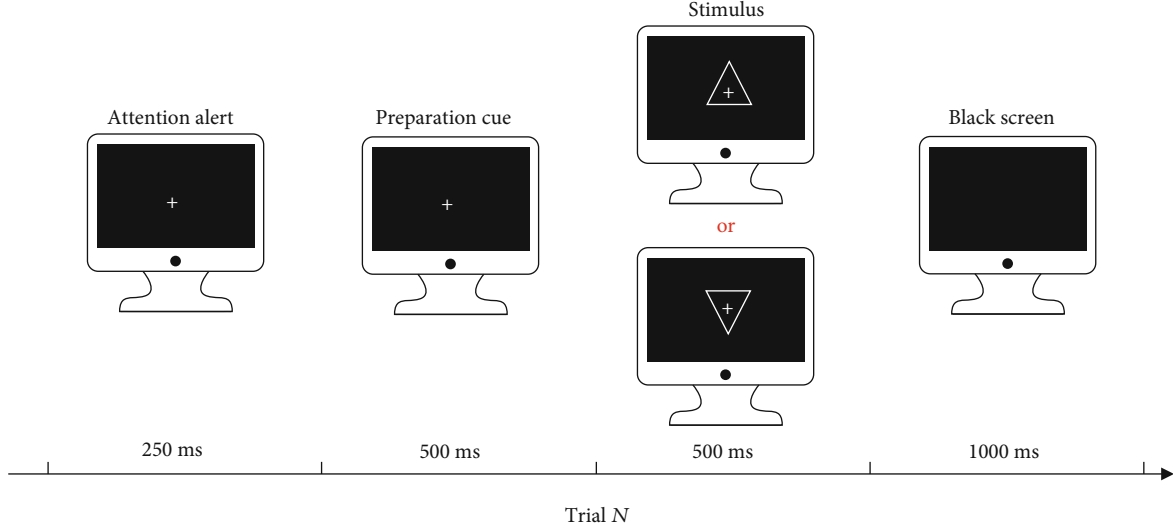 Stimulus
Attention alert
Preparation cue
Black screen
or
250 ms
500 ms
500 ms
1000 ms
Trial N